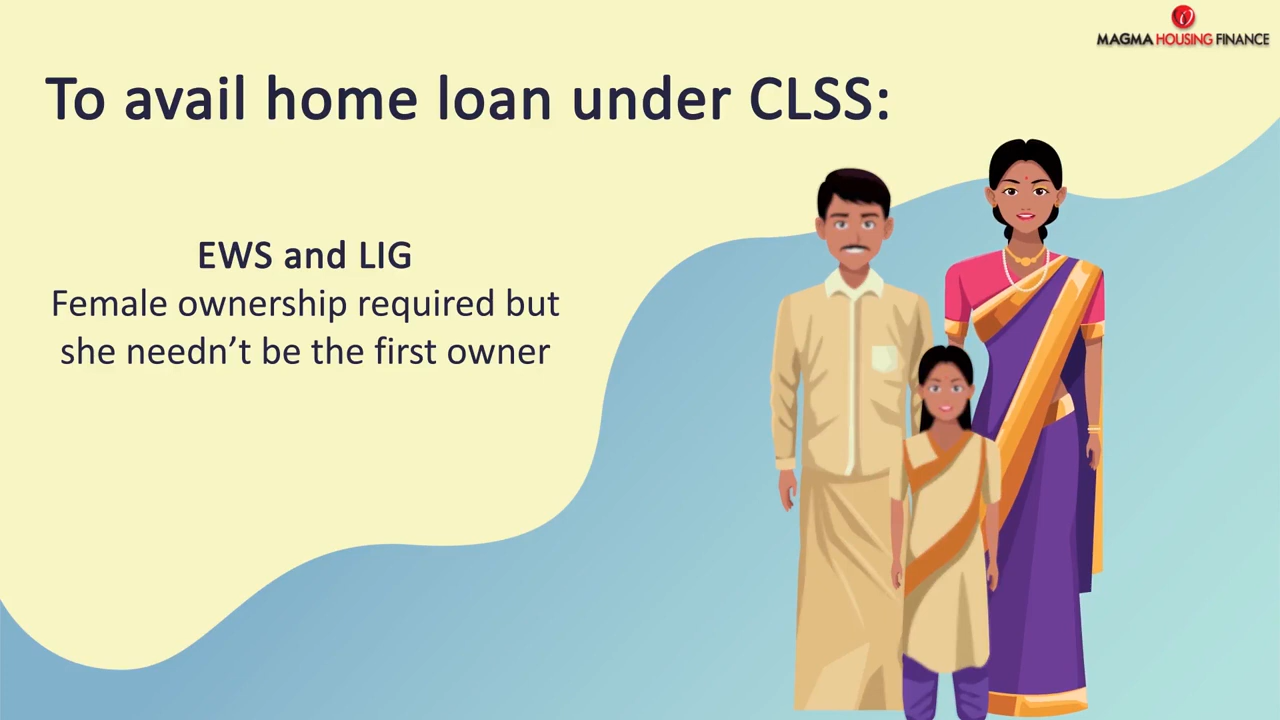 MAGMA HOUSING FINANCE
To avail home loan under CLSS:
EWS and LIG
Female ownership required but
she needn’t be the first owner